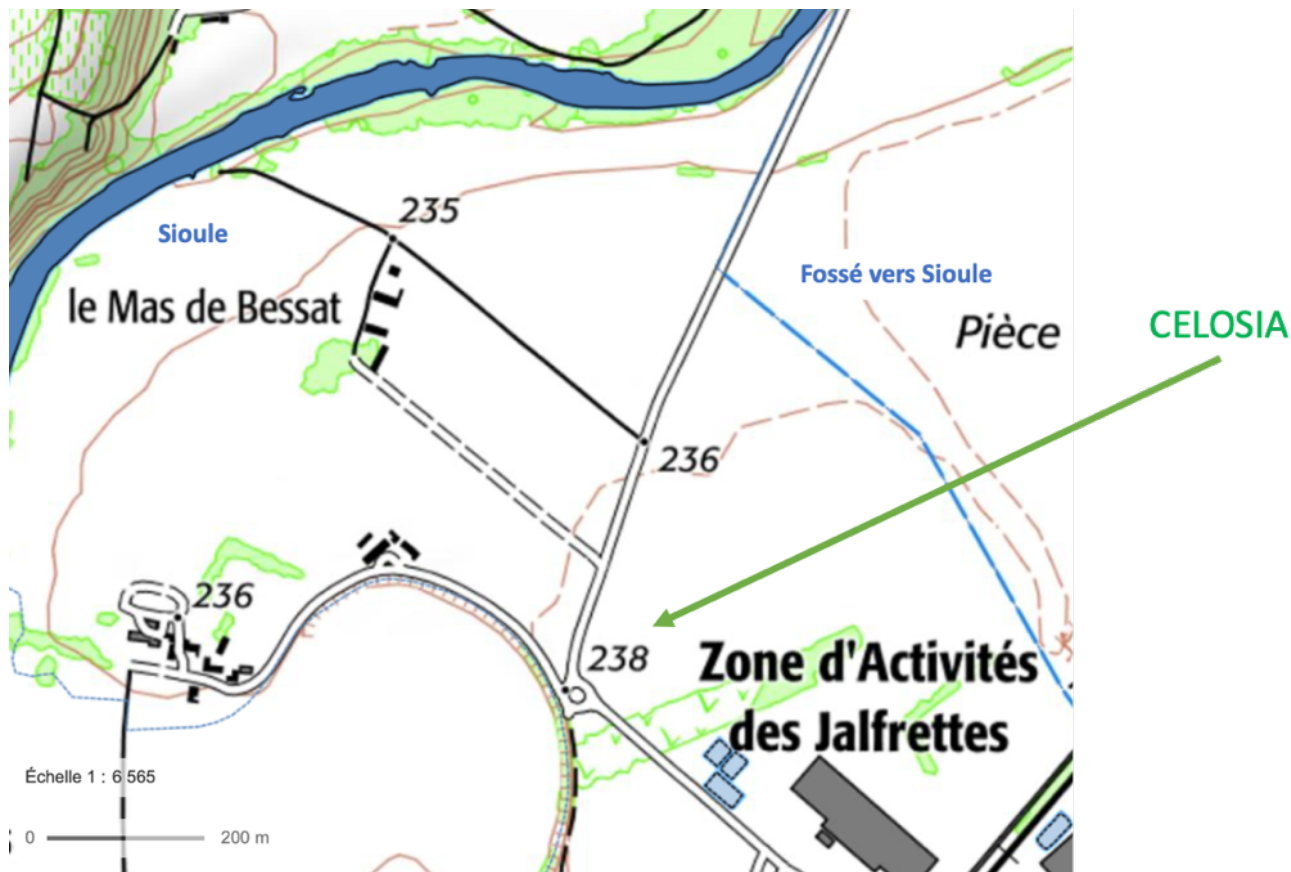 235
Sioule
Fossé vers Sioule
le Mas de Bessat
Pièce
CELOSIA
236
236
238
Zone d'Activités
des Jalfrettes
Échelle 1 : 6 565
0
200 m